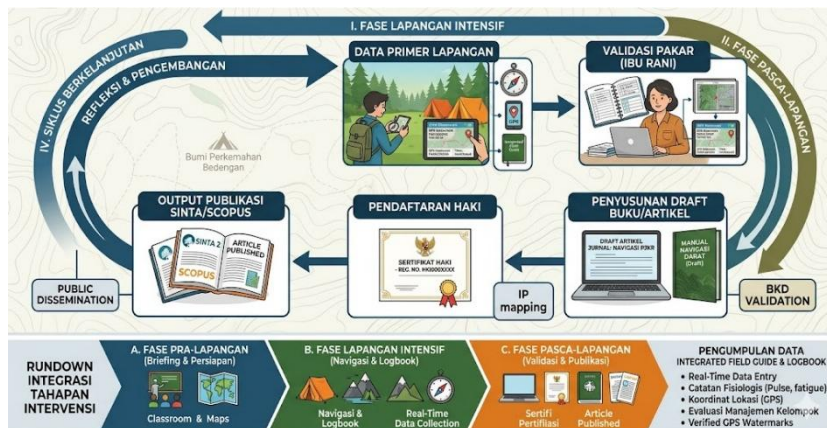 I. FASE LAPANGAN INTENSIF
II. FASE PASCA-LAPANGAN
IV. SIKLUS BERKELANJUTAN
REFLEKSI & PENGEMBANGAN
DATA PRIMER LAPANGAN
GPS
VALIDASI PAKAR
(IBU RANI)
Bumi Perkemahan
Bedengan
OUTPUT PUBLIKASI
SINTA/SCOPUS
SINTA 2
SCOPUS
ARTICLE
PUBLISHED
PENDAFTARAN HAKI
SERTIFIKAT HAKI
PENYUSUNAN DRAFT
BUKU/ARTIKEL
DRAFT ARTIKEL
MANUAL
NAVIGASI
DARAT
(Draft)
PUBLIC
DISSEMINATION
IP
mapping
BKD
VALIDATION
RUNDOWN
INTEGRASI
TAHAPAN
INTERVENSI
A. FASE PRA-LAPANGAN
(Briefing & Persiapan)
Classroom & Maps
B. FASE LAPANGAN INTENSIF
(Navigasi & Logbook)
Navigasi &
Logbook
Real-Time
Data Collection
C. FASE PASCA-LAPANGAN
(Validasi & Publikasi)
Sertifi
Pertifiliasi
Article
Published
PENGUMPULAN DATA
INTEGRATED FIELD GUIDE & LOGBOOK
• Real-Time Data Entry
• Catatan Fisiologis (Pulse, fatigue)
• Koordinat Lokasi (GPS)
• Evaluasi Manajemen Kelompok
• Verified GPS Watermarks